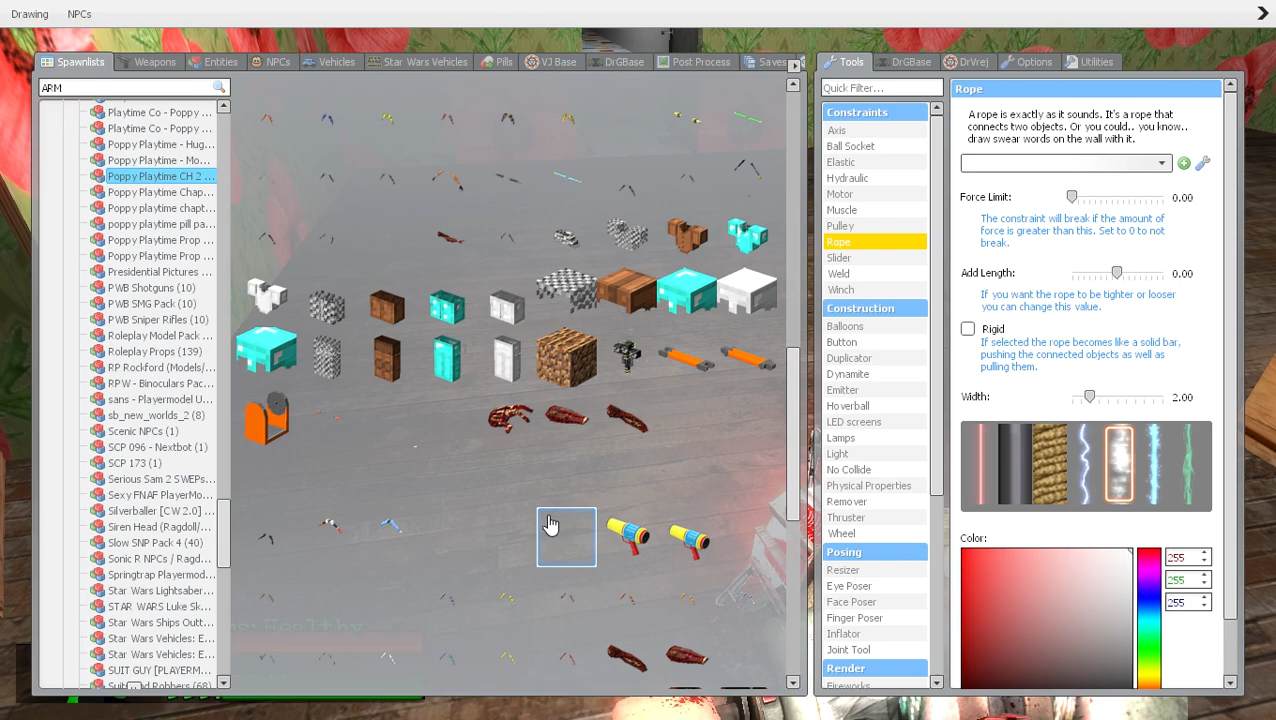 Drawing NPCs
Spawnlists Weapons Entities NPCs Vehicles Star Wars Vehicles Pills VJ Base DrGBase Post Process Saves
Tools DrGBase DrVrej Options Utilities
ARM
Playtime Co - Poppy ...
Playtime Co - Poppy ...
Poppy Playtime - Hug...
Poppy Playtime - Mo...
Poppy Playtime CH 2 ...
Poppy Playtime Chap...
Poppy playtime chapt...
poppy playtime pill pa...
Poppy Playtime Prop ...
Poppy Playtime Prop ...
Presidential Pictures ...
PWB Shotguns (10)
PWB SMG Pack (10)
PWB Sniper Rifles (10)
Roleplay Model Pack ...
Roleplay Props (139)
RP Rockford (Models/...
RPW - Binoculars Pac...
sans - Playermodel U...
sb_new_worlds_2 (8)
Scenic NPCs (1)
SCP 096 - Nextbot (1)
SCP 173 (1)
Serious Sam 2 SWEPs...
Sexy FNAF PlayerMo...
Silverballer [CW 2.0] ...
Siren Head (Ragdoll/...
Slow SNP Pack 4 (40)
Sonic R NPCs / Ragd...
Springtrap Playermod...
Star Wars Lightsaber...
STAR WARS Luke Sk...
Star Wars Ships Outt...
Star Wars Vehicles: E...
Star Wars Vehicles: E...
SUIT GUY [PLAYERM...
Healthy
Quick Filter...
Constraints
Axis
Ball Socket
Elastic
Hydraulic
Motor
Muscle
Pulley
Rope
Slider
Weld
Winch
Construction
Balloons
Button
Duplicator
Dynamite
Emitter
Hoverball
LED screens
Lamps
Light
No Collide
Physical Properties
Remover
Thruster
Wheel
Posing
Resizer
Eye Poser
Face Poser
Finger Poser
Inflator
Joint Tool
Render
Fireworks
Rope
A rope is exactly as it sounds. It's a rope that
connects two objects. Or you could.. you know..
draw swear words on the wall with it.
Force Limit: 0.00
The constraint will break if the amount of
force is greater than this. Set to 0 to not
break.
Add Length: 0.00
If you want the rope to be tighter or looser
you can change this value.
Rigid
If selected the rope becomes like a solid bar,
pushing the connected objects as well as
pulling them.
Width: 2.00
Color:
255
255
255